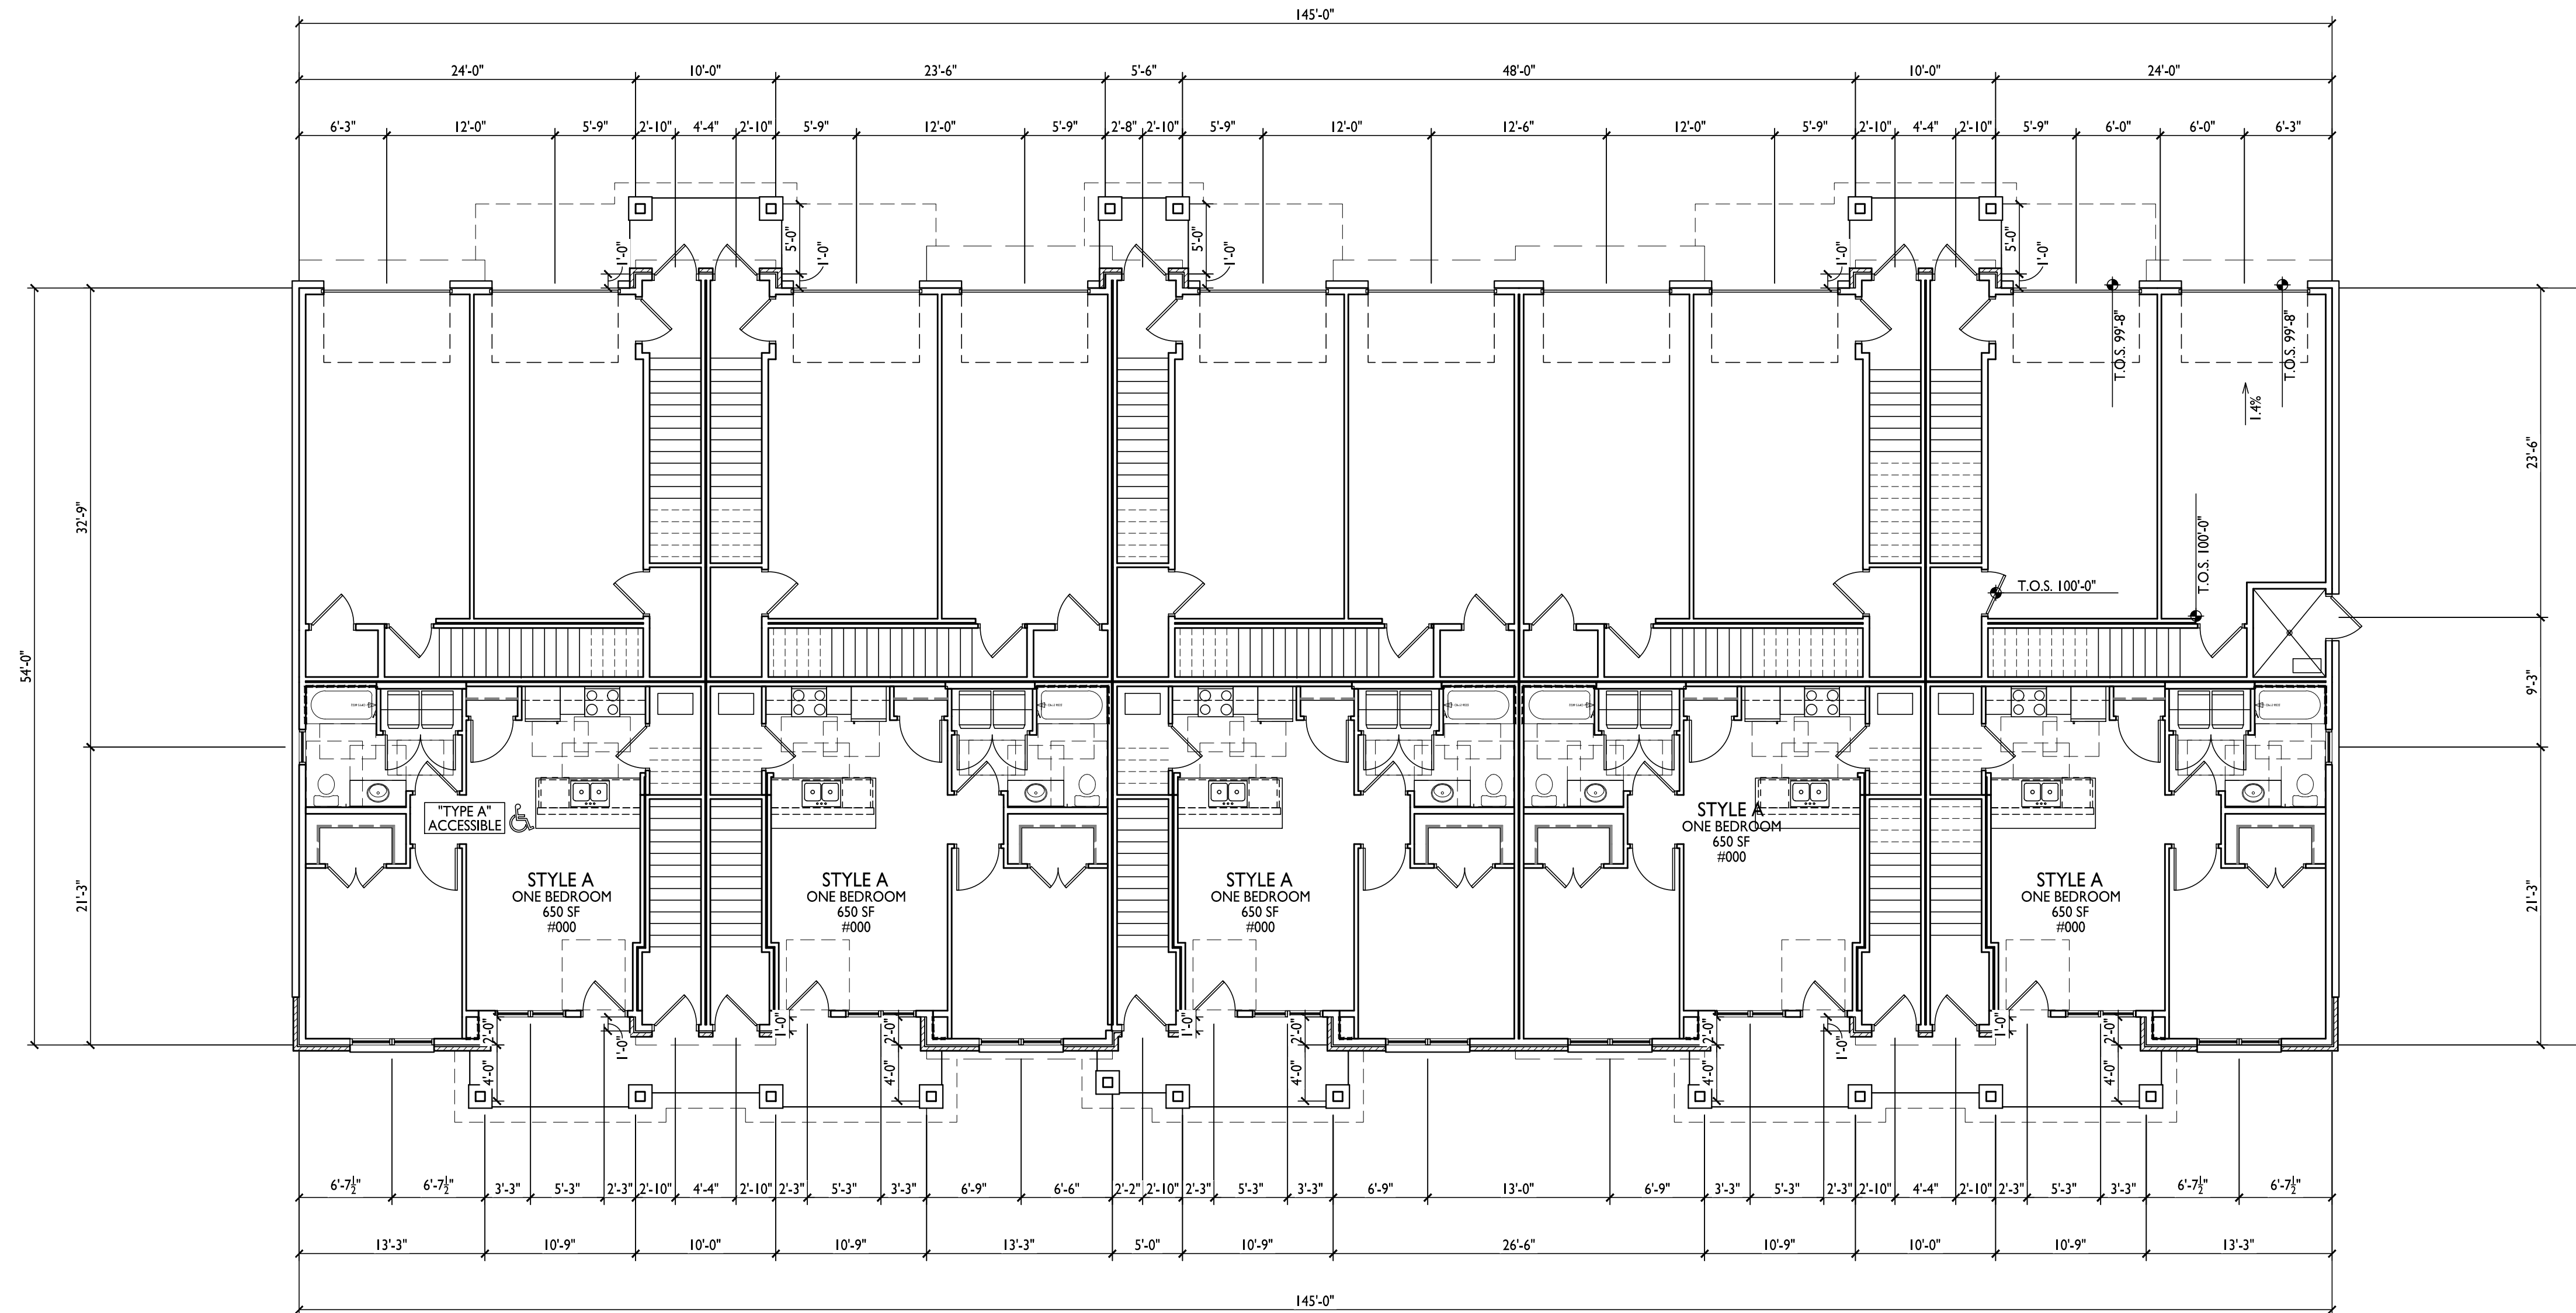 145'-0"
24'-0" 10'-0" 23'-6" 5'-6" 48'-0" 10'-0" 24'-0"
6'-3" 12'-0" 5'-9" 2'-10" 4'-4" 2'-10" 5'-9" 12'-0" 5'-9" 2'-8" 2'-10" 5'-9" 12'-0" 12'-6" 12'-0" 5'-9" 2'-10" 4'-4" 2'-10" 5'-9" 6'-0" 6'-0" 6'-3"
1'-0" 5'-0" 1'-0" 5'-0" 1'-0" 1'-0" 5'-0" 1'-0"
T.O.S. 99'-8"
T.O.S. 99'-8"
1.4%
32'-9"
23'-6"
T.O.S. 100'-0"
T.O.S. 100'-0"
54'-0"
9'-3"
"TYPE A"
ACCESSIBLE
21'-3"
21'-3"
STYLE A
ONE BEDROOM
650 SF
#000
STYLE A
ONE BEDROOM
650 SF
#000
STYLE A
ONE BEDROOM
650 SF
#000
STYLE A
ONE BEDROOM
650 SF
#000
STYLE A
ONE BEDROOM
650 SF
#000
2'-0" 1'-0" 1'-0" 2'-0" 1'-0" 2'-0" 2'-0" 1'-0" 1'-0" 2'-0"
4'-0" 4'-0" 4'-0" 4'-0" 4'-0"
6'-7½" 6'-7½" 3'-3" 5'-3" 2'-3" 2'-10" 4'-4" 2'-10" 2'-3" 5'-3" 3'-3" 6'-9" 6'-6" 2'-2" 2'-10" 2'-3" 5'-3" 3'-3" 6'-9" 13'-0" 6'-9" 3'-3" 5'-3" 2'-3" 2'-10" 4'-4" 2'-10" 2'-3" 5'-3" 3'-3" 6'-7½" 6'-7½"
13'-3" 10'-9" 10'-0" 10'-9" 13'-3" 5'-0" 10'-9" 26'-6" 10'-9" 10'-0" 10'-9" 13'-3"
145'-0"